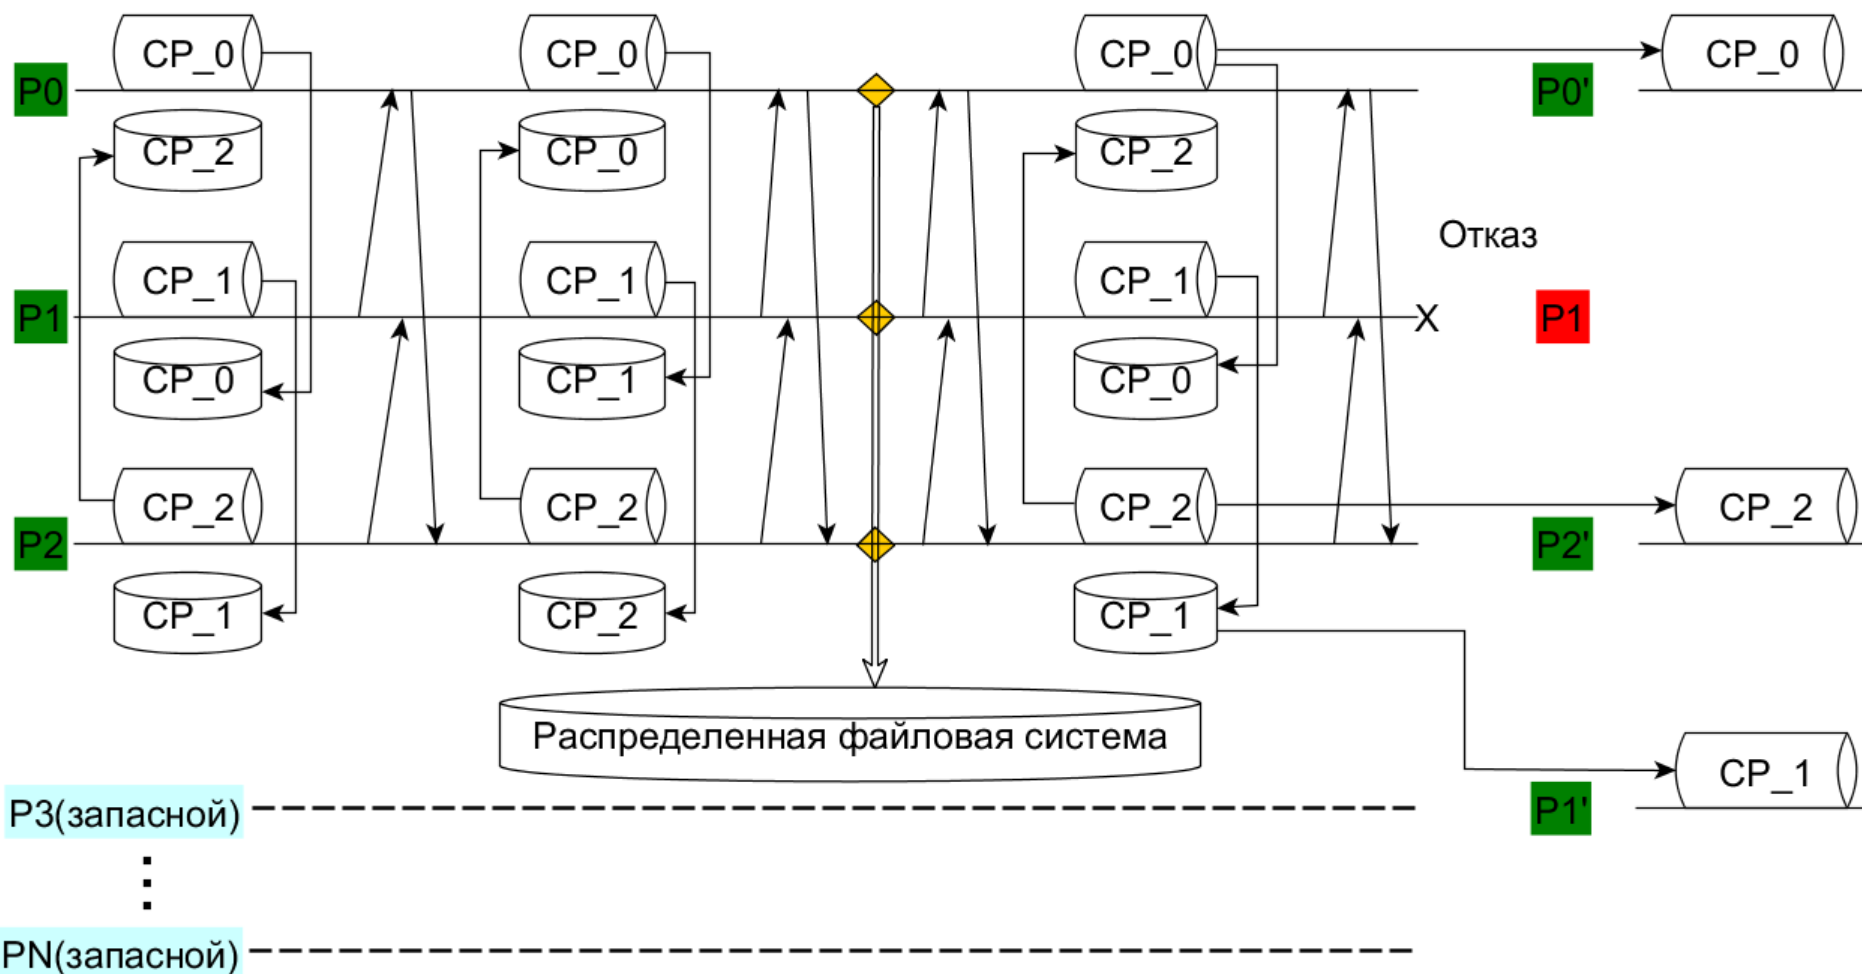 CP_0 CP_0 CP_0 CP_0
P0 P0'
CP_2 CP_0 CP_2
Отказ
CP_1 CP_1 CP_1
P1 X P1
CP_0 CP_1 CP_0
CP_2 CP_2 CP_2 CP_2
P2 P2'
CP_1 CP_2 CP_1
Распределенная файловая система
CP_1
P3(запасной) P1'
PN(запасной)